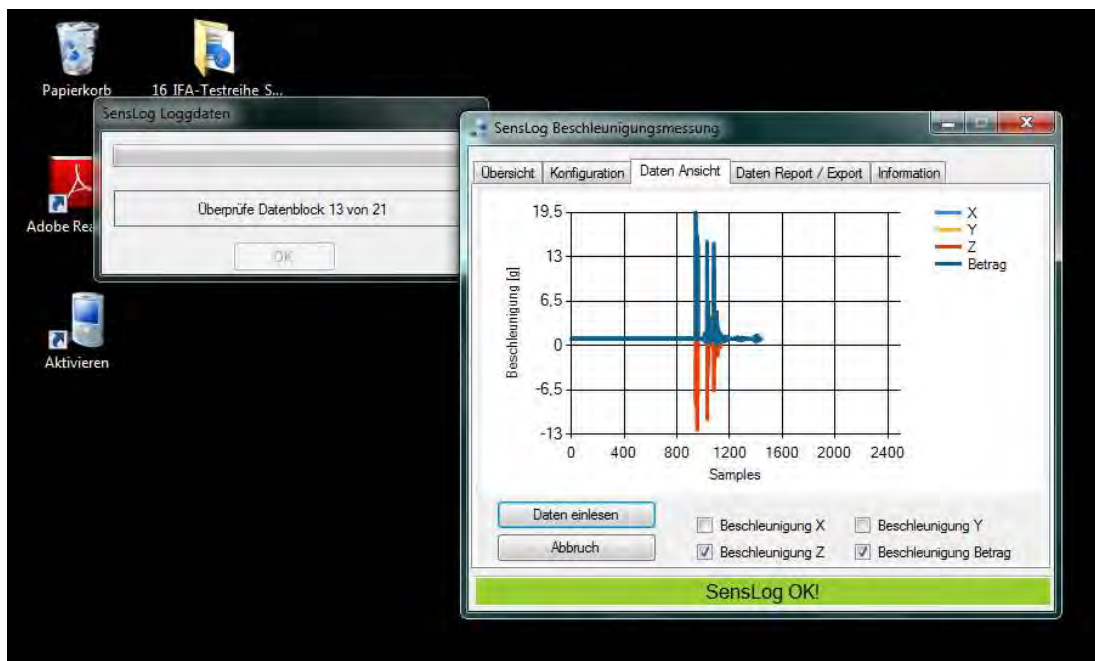 Papierkorb
16 IFA-Testreihe S...
Adobe Rea
Aktivieren
SensLog Loggdaten
Überprüfe Datenblock 13 von 21
OK
SensLog Beschleunigungsmessung
Übersicht Konfiguration Daten Ansicht Daten Report / Export Information
Beschleunigung [g]
19,5
13
6,5
0
-6,5
-13
0 400 800 1200 1600 2000 2400
Samples
X
Y
Z
Betrag
Daten einlesen
Abbruch
Beschleunigung X Beschleunigung Y
Beschleunigung Z Beschleunigung Betrag
SensLog OK!